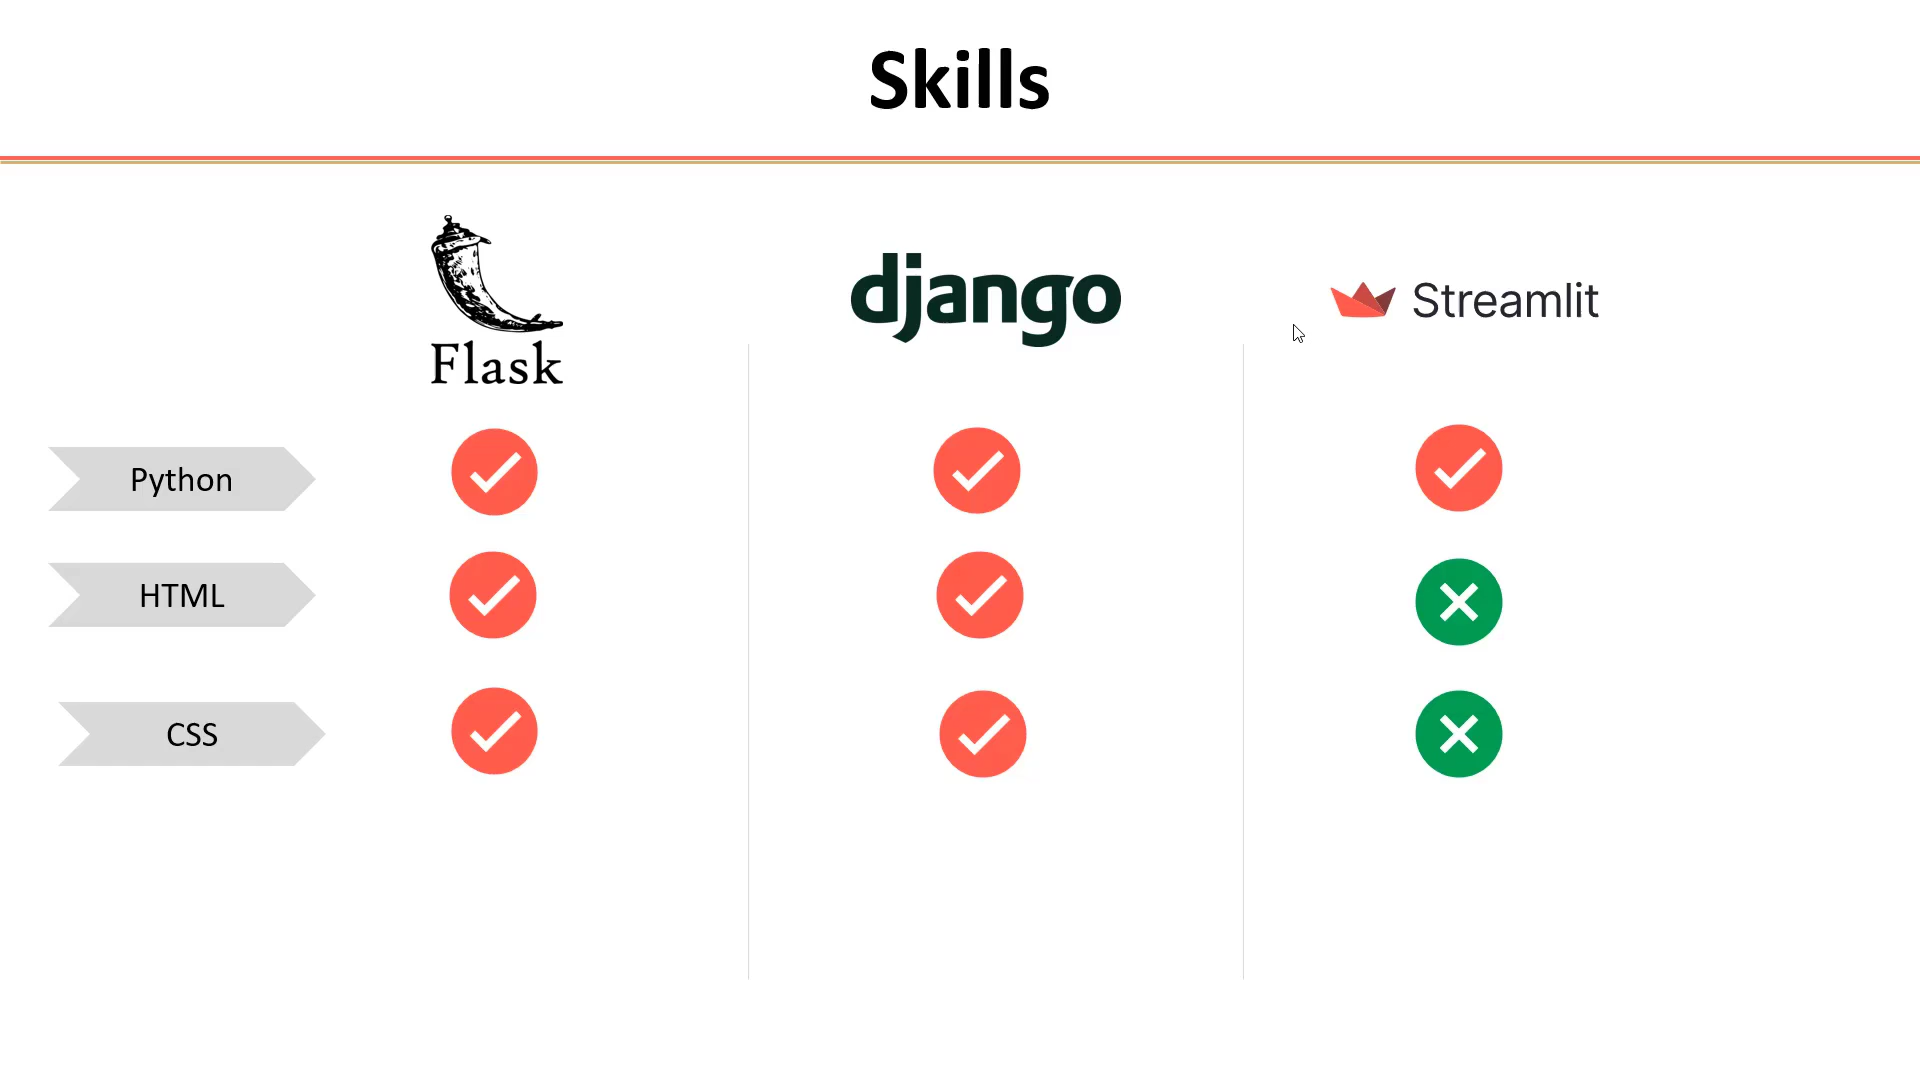 Skills
Flask
django
Streamlit
Python
HTML
CSS